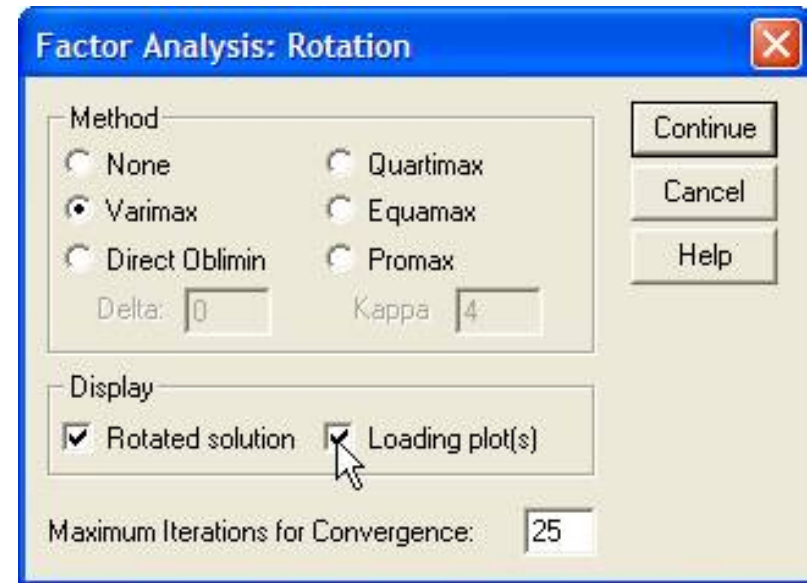 Factor Analysis: Rotation
Method
None
Quartimax
Varimax
Equamax
Direct Oblimin
Promax
Delta: 0
Kappa 4
Display
Rotated solution
Loading plot(s)
Maximum Iterations for Convergence: 25
Continue
Cancel
Help